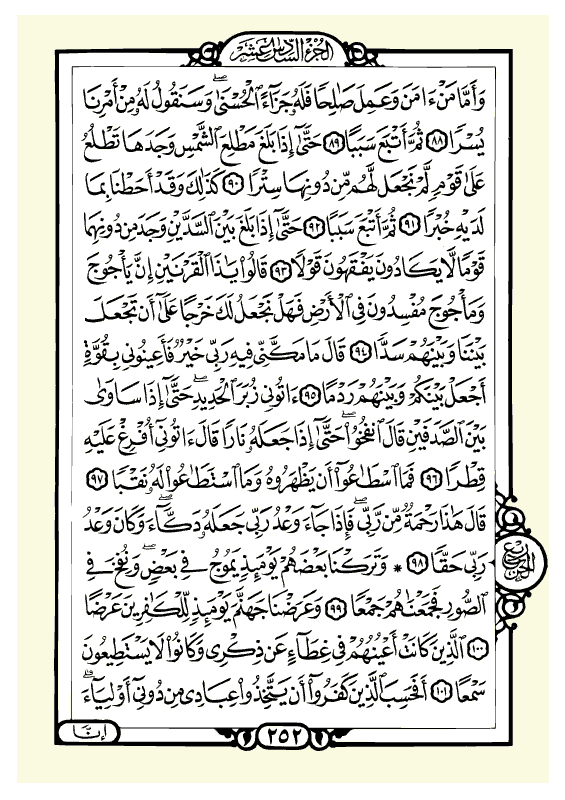 الجزء السادس عشر
وَأَمَّا مَنْ ءَامَنَ وَعَمِلَ صَٰلِحًا فَلَهُۥ جَزَآءً ٱلْحُسْنَىٰ ۖ وَسَنَقُولُ لَهُۥ مِنْ أَمْرِنَا
يُسْرًا ٨٨ ثُمَّ أَتْبَعَ سَبَبًا ٨٩ حَتَّىٰٓ إِذَا بَلَغَ مَطْلِعَ ٱلشَّمْسِ وَجَدَهَا تَطْلُعُ
عَلَىٰ قَوْمٍ لَّمْ نَجْعَل لَّهُم مِّن دُونِهَا سِتْرًا ٩٠ كَذَٰلِكَ وَقَدْ أَحَطْنَا بِمَا
لَدَيْهِ خُبْرًا ٩١ ثُمَّ أَتْبَعَ سَبَبًا ٩٢ حَتَّىٰٓ إِذَا بَلَغَ بَيْنَ ٱلسَّدَّيْنِ وَجَدَ مِن دُونِهِمَا
قَوْمًا لَّا يَكَادُونَ يَفْقَهُونَ قَوْلًا ٩٣ قَالُوا۟ يَٰذَا ٱلْقَرْنَيْنِ إِنَّ يَأْجُوجَ
وَمَأْجُوجَ مُفْسِدُونَ فِى ٱلْأَرْضِ فَهَلْ نَجْعَلُ لَكَ خَرْجًا عَلَىٰٓ أَن تَجْعَلَ
بَيْنَنَا وَبَيْنَهُمْ سَدًّا ٩٤ قَالَ مَا مَكَّنِّى فِيهِ رَبِّى خَيْرٌ فَأَعِينُونِى بِقُوَّةٍ
أَجْعَلْ بَيْنَكُمْ وَبَيْنَهُمْ رَدْمًا ٩٥ ءَاتُونِى زُبَرَ ٱلْحَدِيدِ ۖ حَتَّىٰٓ إِذَا سَاوَىٰ
بَيْنَ ٱلصَّدَفَيْنِ قَالَ ٱنفُخُوا۟ ۖ حَتَّىٰٓ إِذَا جَعَلَهُۥ نَارًا قَالَ ءَاتُونِىٓ أُفْرِغْ عَلَيْهِ
قِطْرًا ٩٦ فَمَا ٱسْطَٰعُوٓا۟ أَن يَظْهَرُوهُ وَمَا ٱسْتَطَٰعُوا۟ لَهُۥ نَقْبًا ٩٧
قَالَ هَٰذَا رَحْمَةٌ مِّن رَّبِّى ۖ فَإِذَا جَآءَ وَعْدُ رَبِّى جَعَلَهُۥ دَكَّآءَ ۖ وَكَانَ وَعْدُ
رَبِّى حَقًّا ٩٨ * وَتَرَكْنَا بَعْضَهُمْ يَوْمَئِذٍ يَمُوجُ فِى بَعْضٍ ۖ وَنُفِخَ فِى
ٱلصُّورِ فَجَمَعْنَٰهُمْ جَمْعًا ٩٩ وَعَرَضْنَا جَهَنَّمَ يَوْمَئِذٍ لِّلْكَٰفِرِينَ عَرْضًا
١٠٠ ٱلَّذِينَ كَانَتْ أَعْيُنُهُمْ فِى غِطَآءٍ عَن ذِكْرِى وَكَانُوا۟ لَا يَسْتَطِيعُونَ
سَمْعًا ١٠١ أَفَحَسِبَ ٱلَّذِينَ كَفَرُوٓا۟ أَن يَتَّخِذُوا۟ عِبَادِى مِن دُونِىٓ أَوْلِيَآءَ ۚ
إنّا
٢٥٢